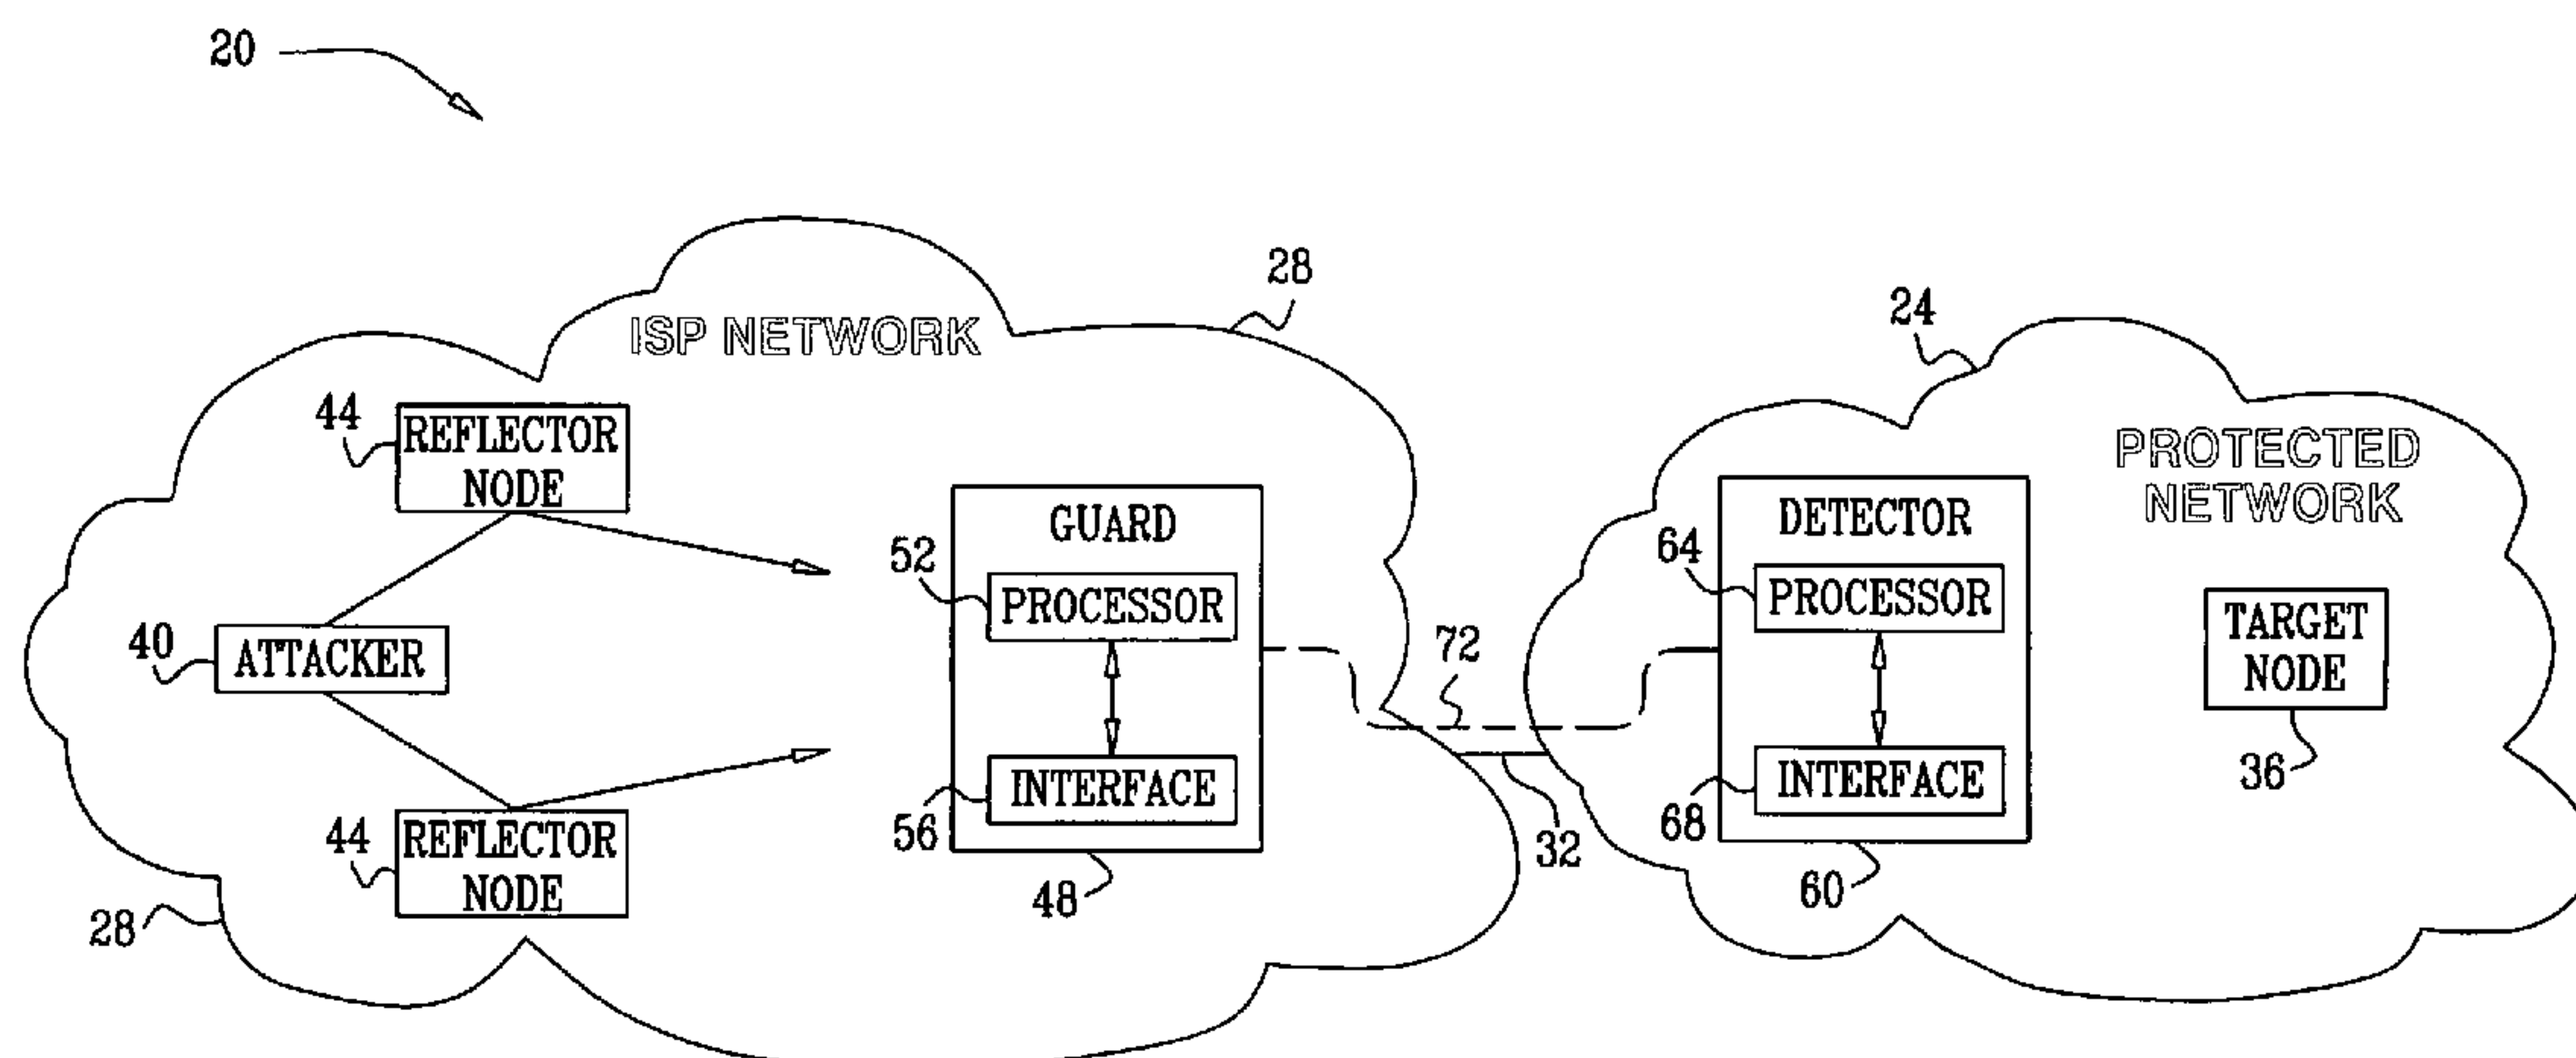 20
28
ISP NETWORK
24
44
REFLECTOR
NODE
PROTECTED
NETWORK
GUARD
DETECTOR
52
PROCESSOR
64
PROCESSOR
40
ATTACKER
72
TARGET
NODE
36
56
INTERFACE
68
INTERFACE
44
REFLECTOR
NODE
32
48
60
28